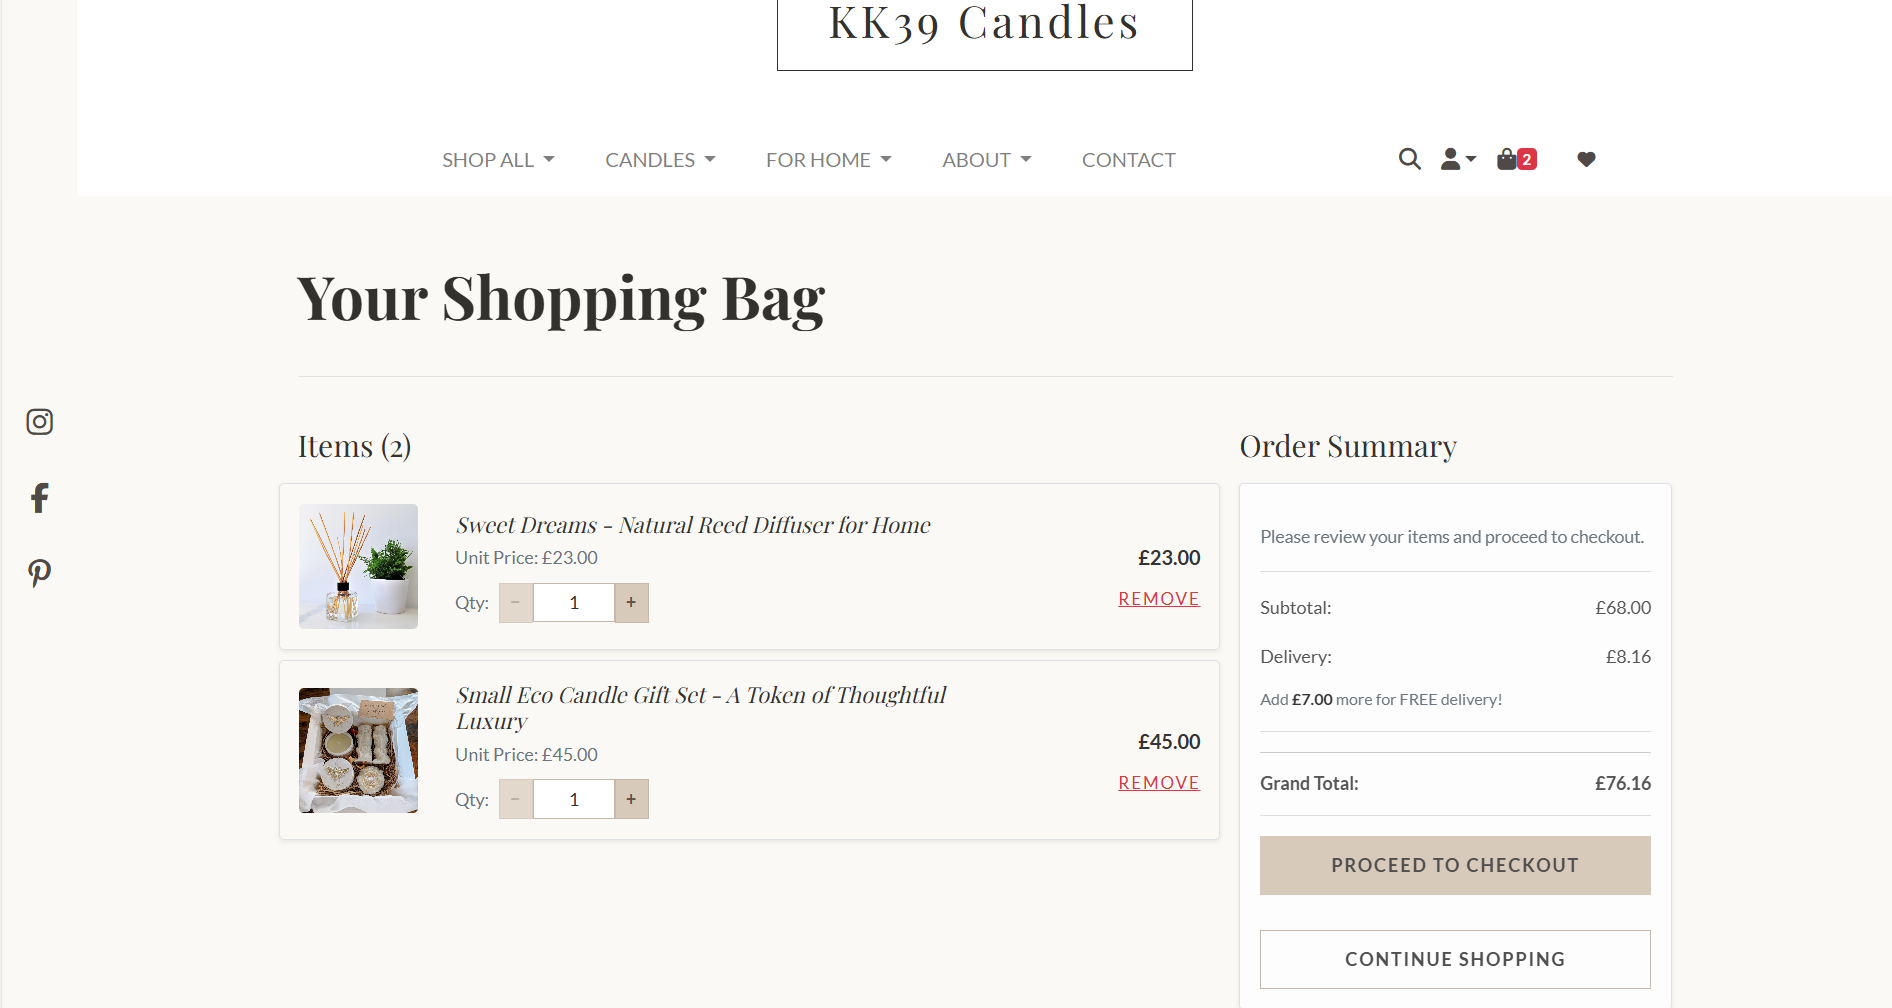 KK39 Candles
SHOP ALL
CANDLES
FOR HOME
ABOUT
CONTACT
2
Your Shopping Bag
Items (2)
Sweet Dreams - Natural Reed Diffuser for Home
Unit Price: £23.00
£23.00
Qty: − 1 +
REMOVE
Small Eco Candle Gift Set - A Token of Thoughtful
Luxury
Unit Price: £45.00
£45.00
Qty: − 1 +
REMOVE
Order Summary
Please review your items and proceed to checkout.
Subtotal: £68.00
Delivery: £8.16
Add £7.00 more for FREE delivery!
Grand Total: £76.16
PROCEED TO CHECKOUT
CONTINUE SHOPPING